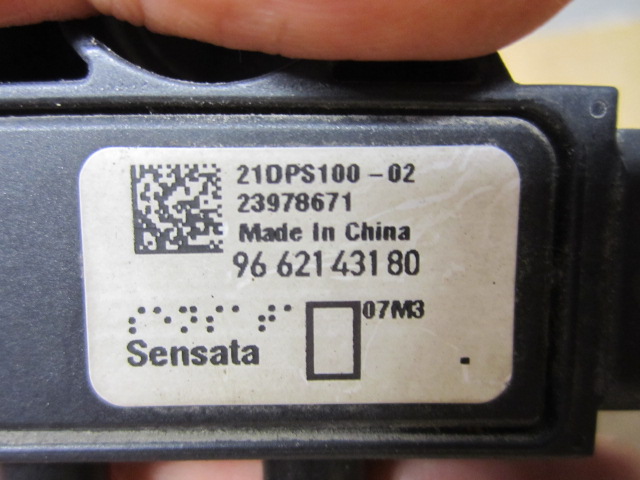 21DPS100-02
23978671
Made In China
96 621 431 80
07M3
Sensata